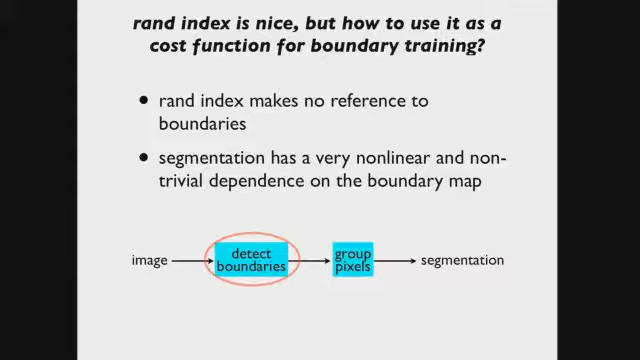 rand index is nice, but how to use it as a
cost function for boundary training?
• rand index makes no reference to
boundaries
• segmentation has a very nonlinear and non-
trivial dependence on the boundary map
image
detect
boundaries
group
pixels
segmentation